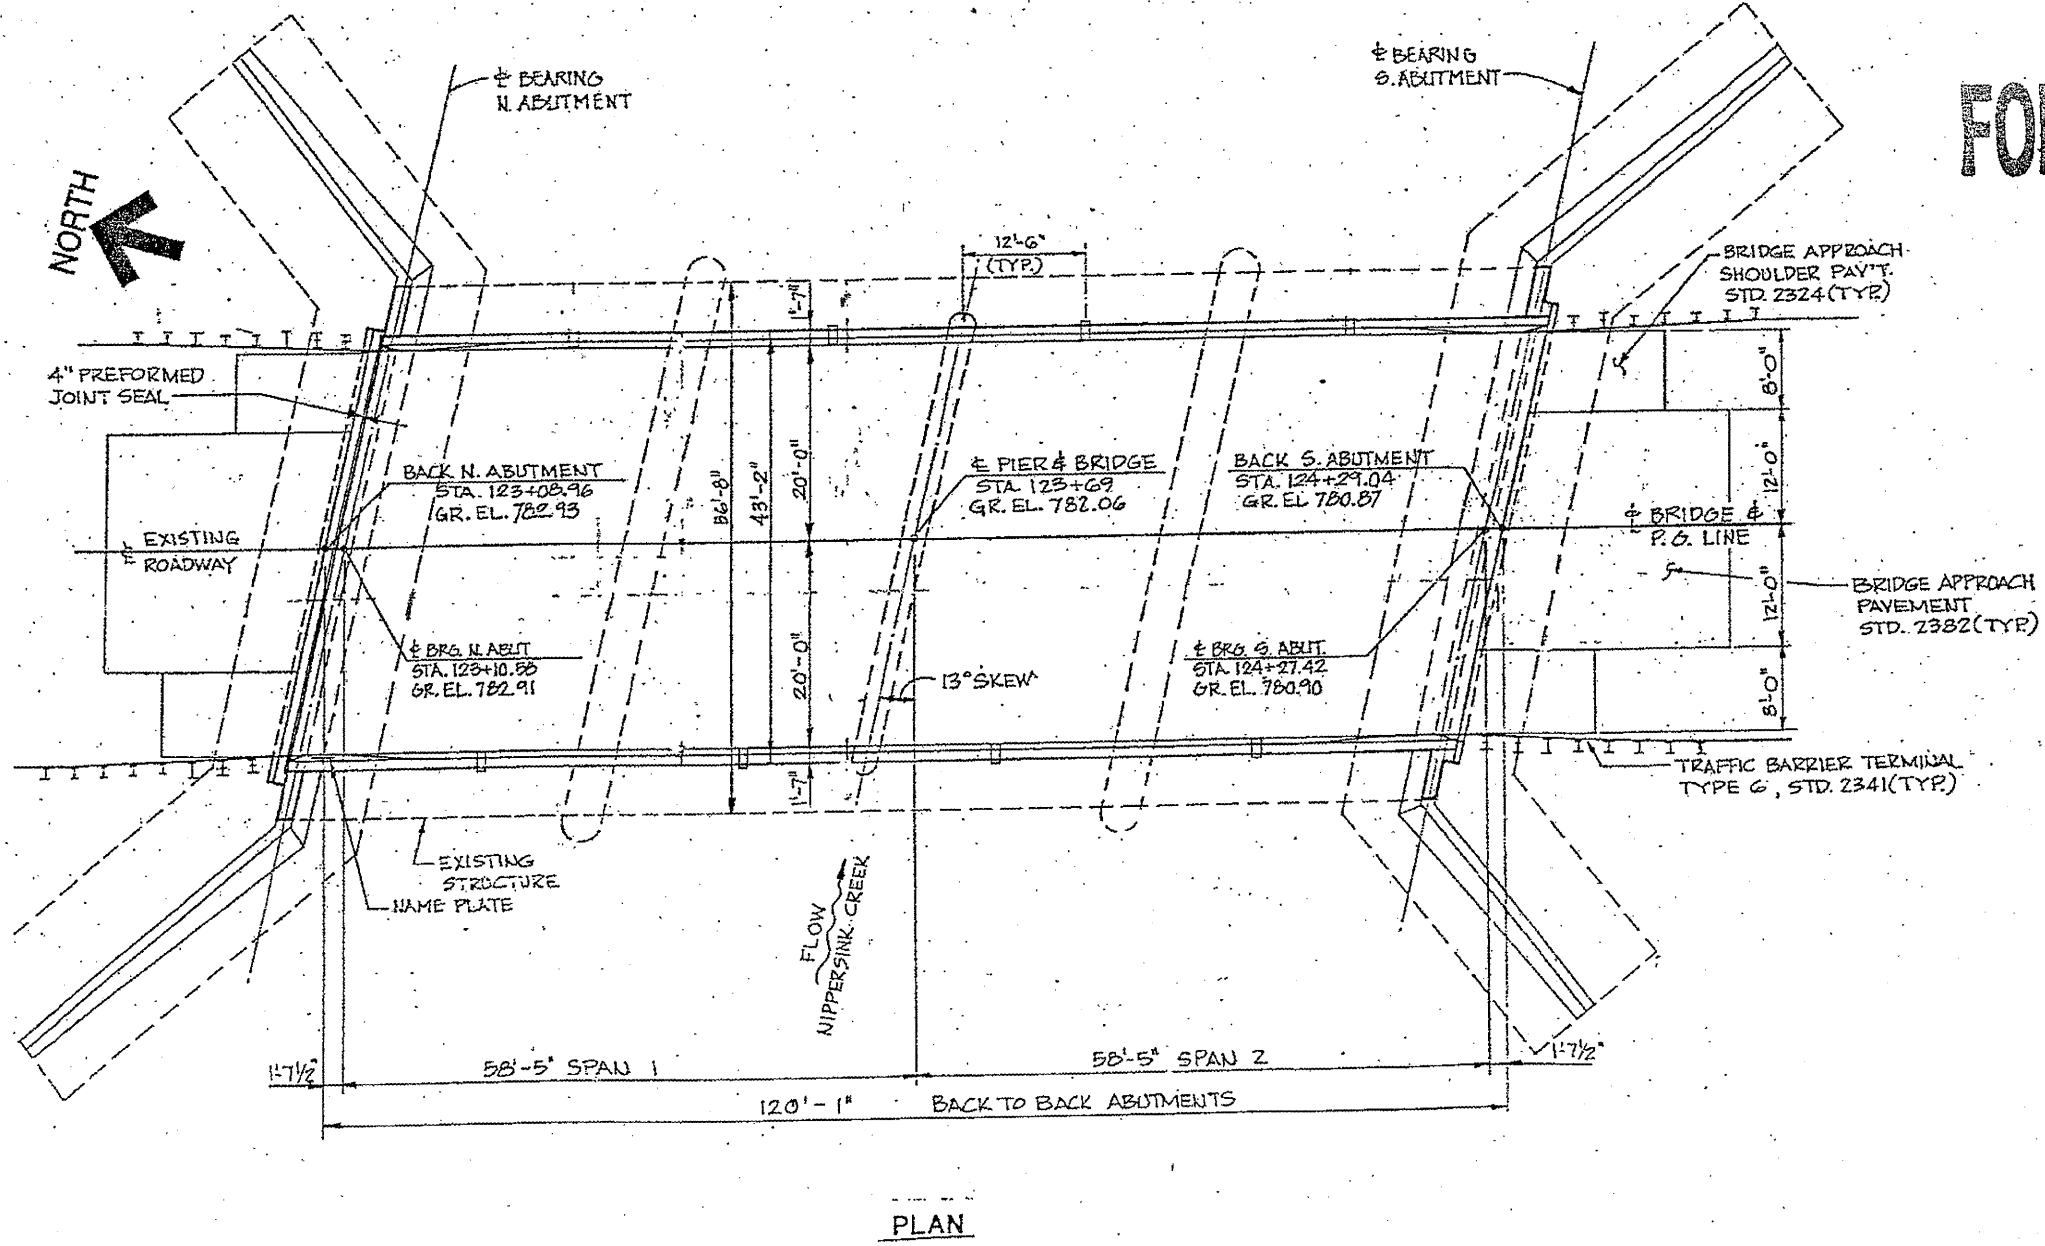 ℄ BEARING
N. ABUTMENT
℄ BEARING
S. ABUTMENT
NORTH
12'-6"
(TYP.)
BRIDGE APPROACH
SHOULDER PAV'T.
STD. 2324 (TYP.)
1'-7"
4" PREFORMED
JOINT SEAL
8'-0"
BACK N. ABUTMENT
STA. 123+08.96
GR. EL. 782.93
56'-8"
43'-2"
20'-0"
℄ PIER & BRIDGE
STA. 123+69
GR. EL. 782.06
BACK S. ABUTMENT
STA. 124+29.04
GR. EL 780.87
12'-0"
℄ EXISTING
ROADWAY
℄ BRIDGE &
P.G. LINE
12'-0"
BRIDGE APPROACH
PAVEMENT
STD. 2382 (TYP.)
℄ BRG. N. ABUT
STA. 123+10.58
GR. EL. 782.91
20'-0"
13° SKEW
℄ BRG. S. ABUT.
STA. 124+27.42
GR. EL. 780.90
8'-0"
1'-7"
TRAFFIC BARRIER TERMINAL
TYPE 6, STD. 2341 (TYP.)
EXISTING
STRUCTURE
NAME PLATE
FLOW
NIPPERSINK CREEK
1'-7½"
58'-5" SPAN 1
58'-5" SPAN 2
1'-7½"
120'-1" BACK TO BACK ABUTMENTS
PLAN